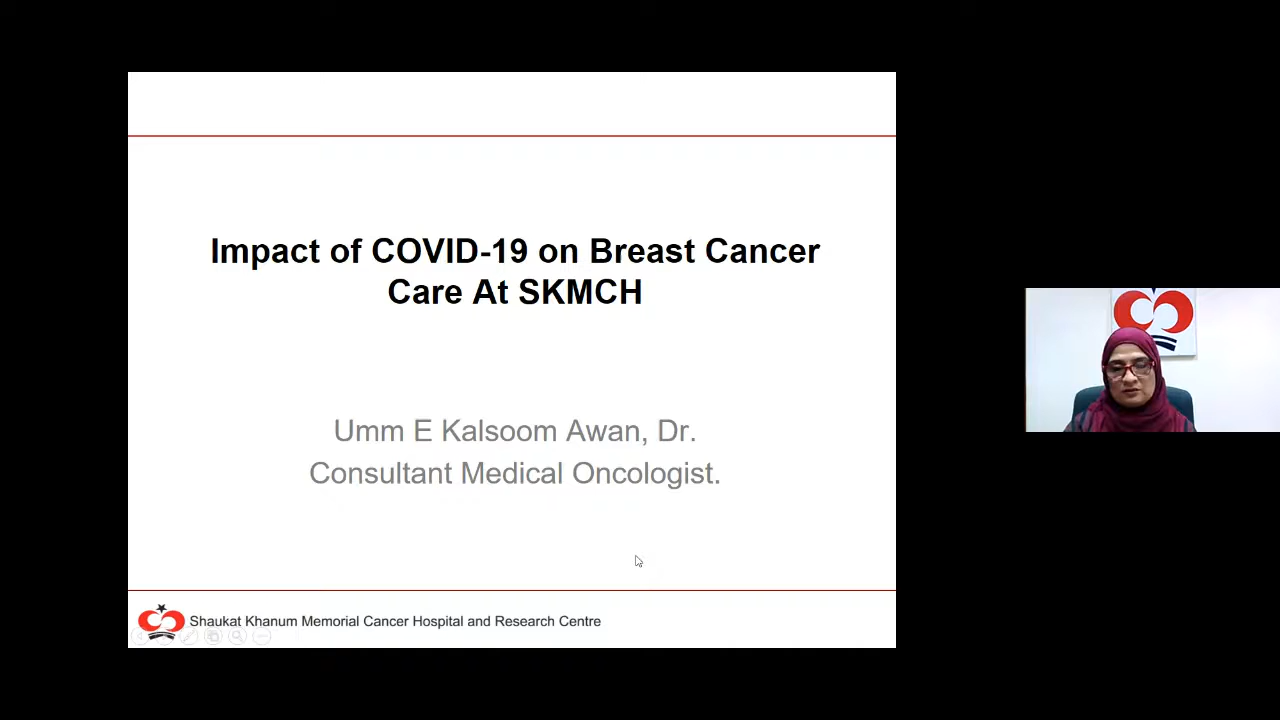 Impact of COVID-19 on Breast Cancer
Care At SKMCH
Umm E Kalsoom Awan, Dr.
Consultant Medical Oncologist.
Shaukat Khanum Memorial Cancer Hospital and Research Centre